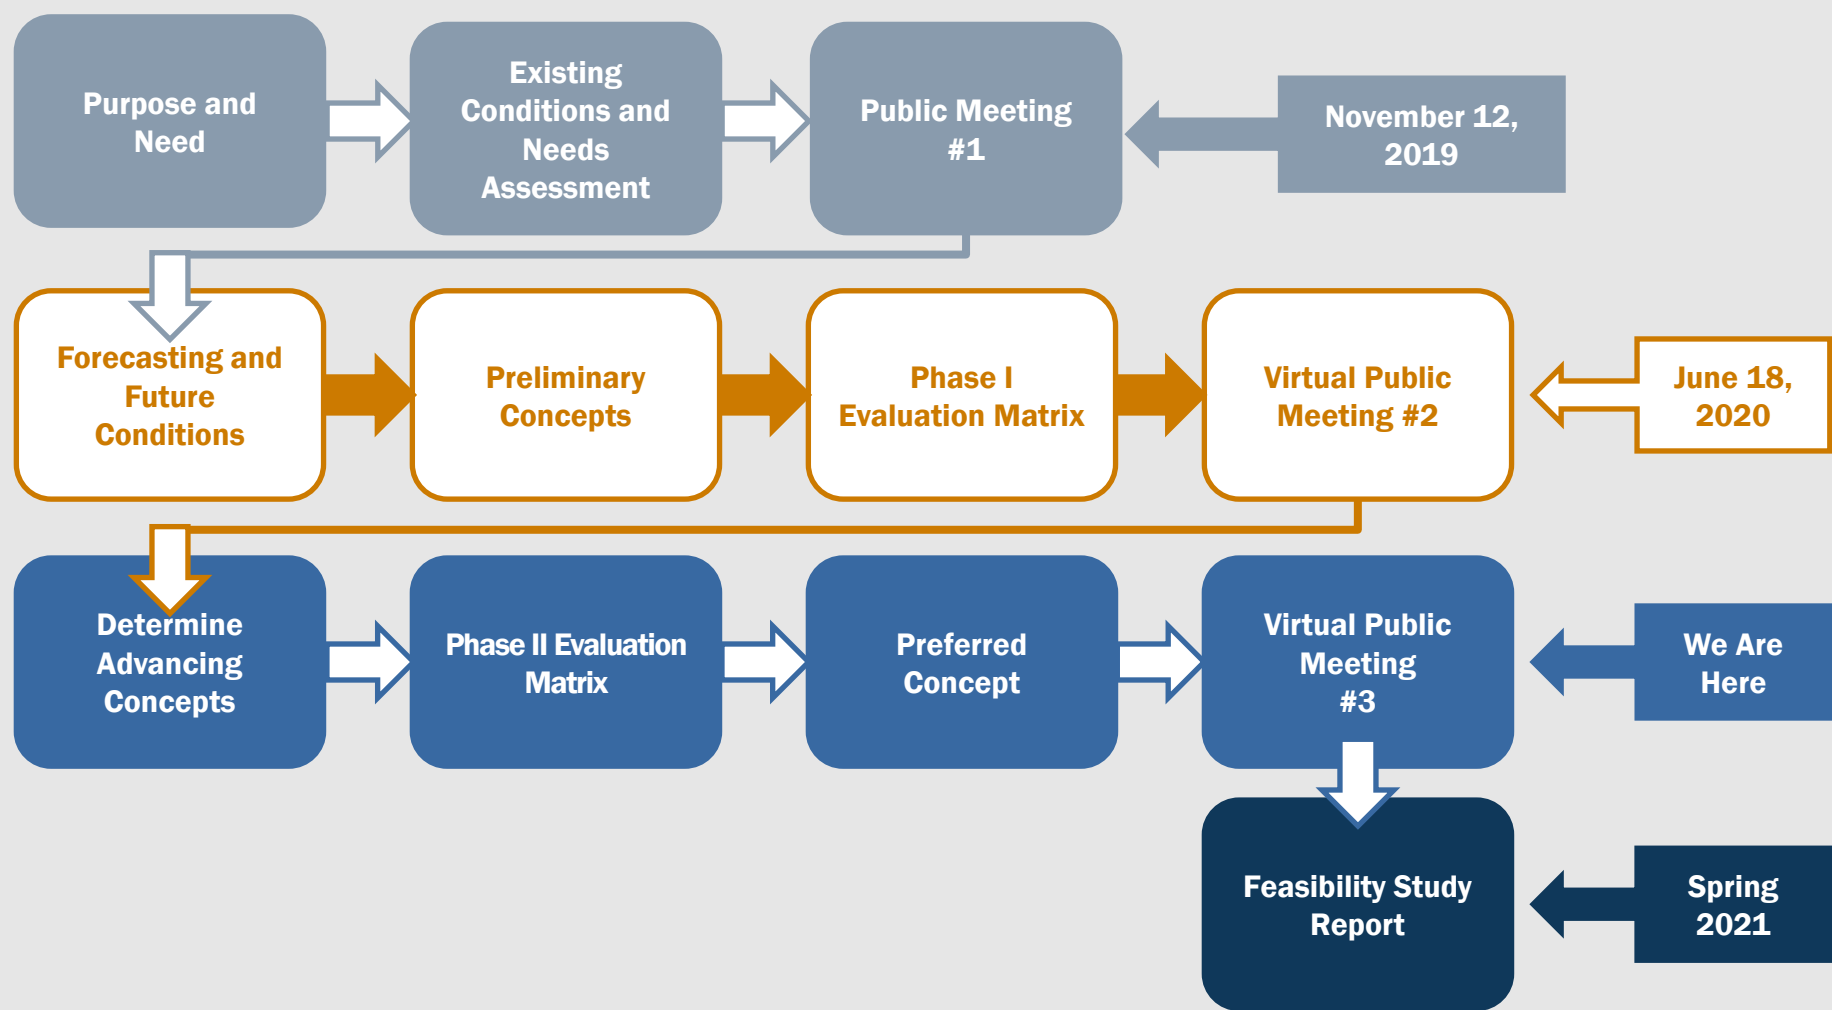 Purpose and
Need
Existing
Conditions and
Needs
Assessment
Public Meeting
#1
November 12,
2019
Forecasting and
Future
Conditions
Preliminary
Concepts
Phase I
Evaluation Matrix
Virtual Public
Meeting #2
June 18,
2020
Determine
Advancing
Concepts
Phase II Evaluation
Matrix
Preferred
Concept
Virtual Public
Meeting
#3
We Are
Here
Feasibility Study
Report
Spring
2021